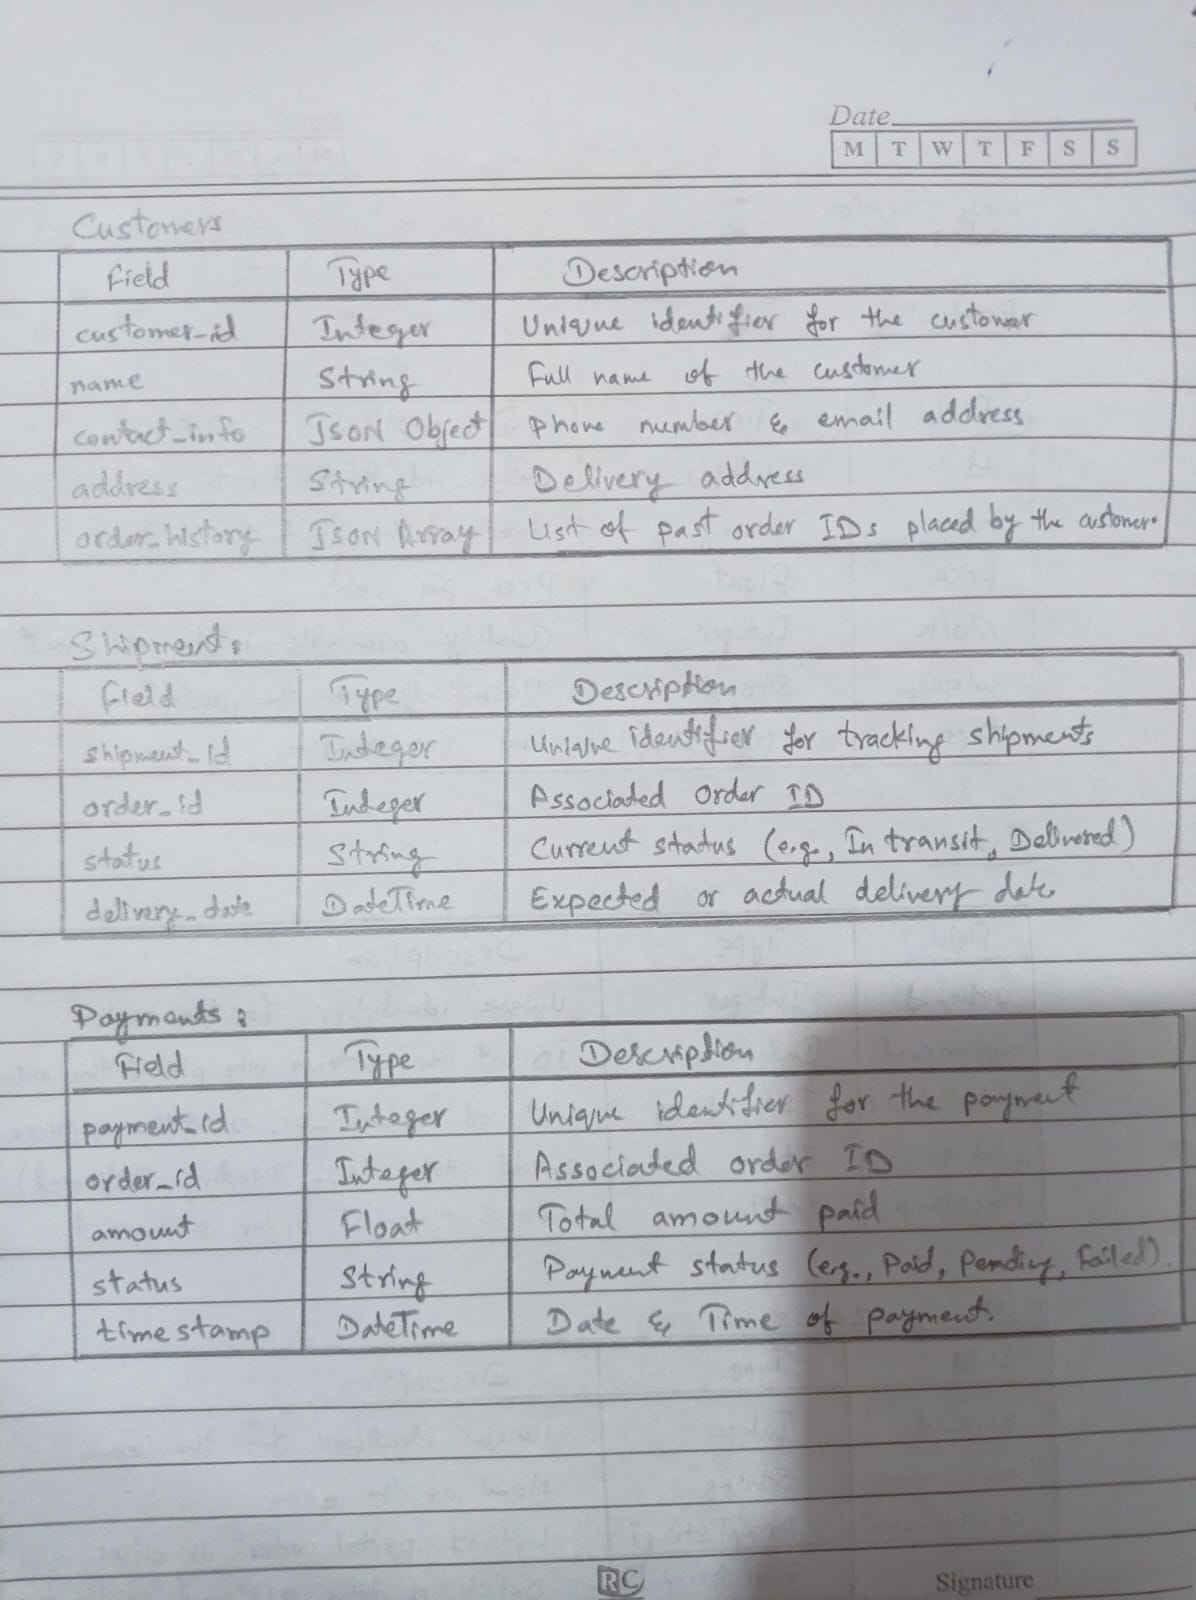 Date
M T W T F S S
Customers
Field Type Description
customer_id Integer Unique identifier for the customer
name String Full name of the customer
contact_info JSON Object Phone number & email address
address String Delivery address
order_history JSON Array List of past order IDs placed by the customer.
Shipment:
Field Type Description
shipment_id Integer Unique identifier for tracking shipments
order_id Integer Associated Order ID
status String Current status (e.g., In transit, Delivered)
delivery_date DateTime Expected or actual delivery date.
Payments:
Field Type Description
payment_id Integer Unique identifier for the payment
order_id Integer Associated order ID
amount Float Total amount paid
status String Payment status (e.g., Paid, Pending, Failed).
timestamp DateTime Date & Time of payment.
RC Signature